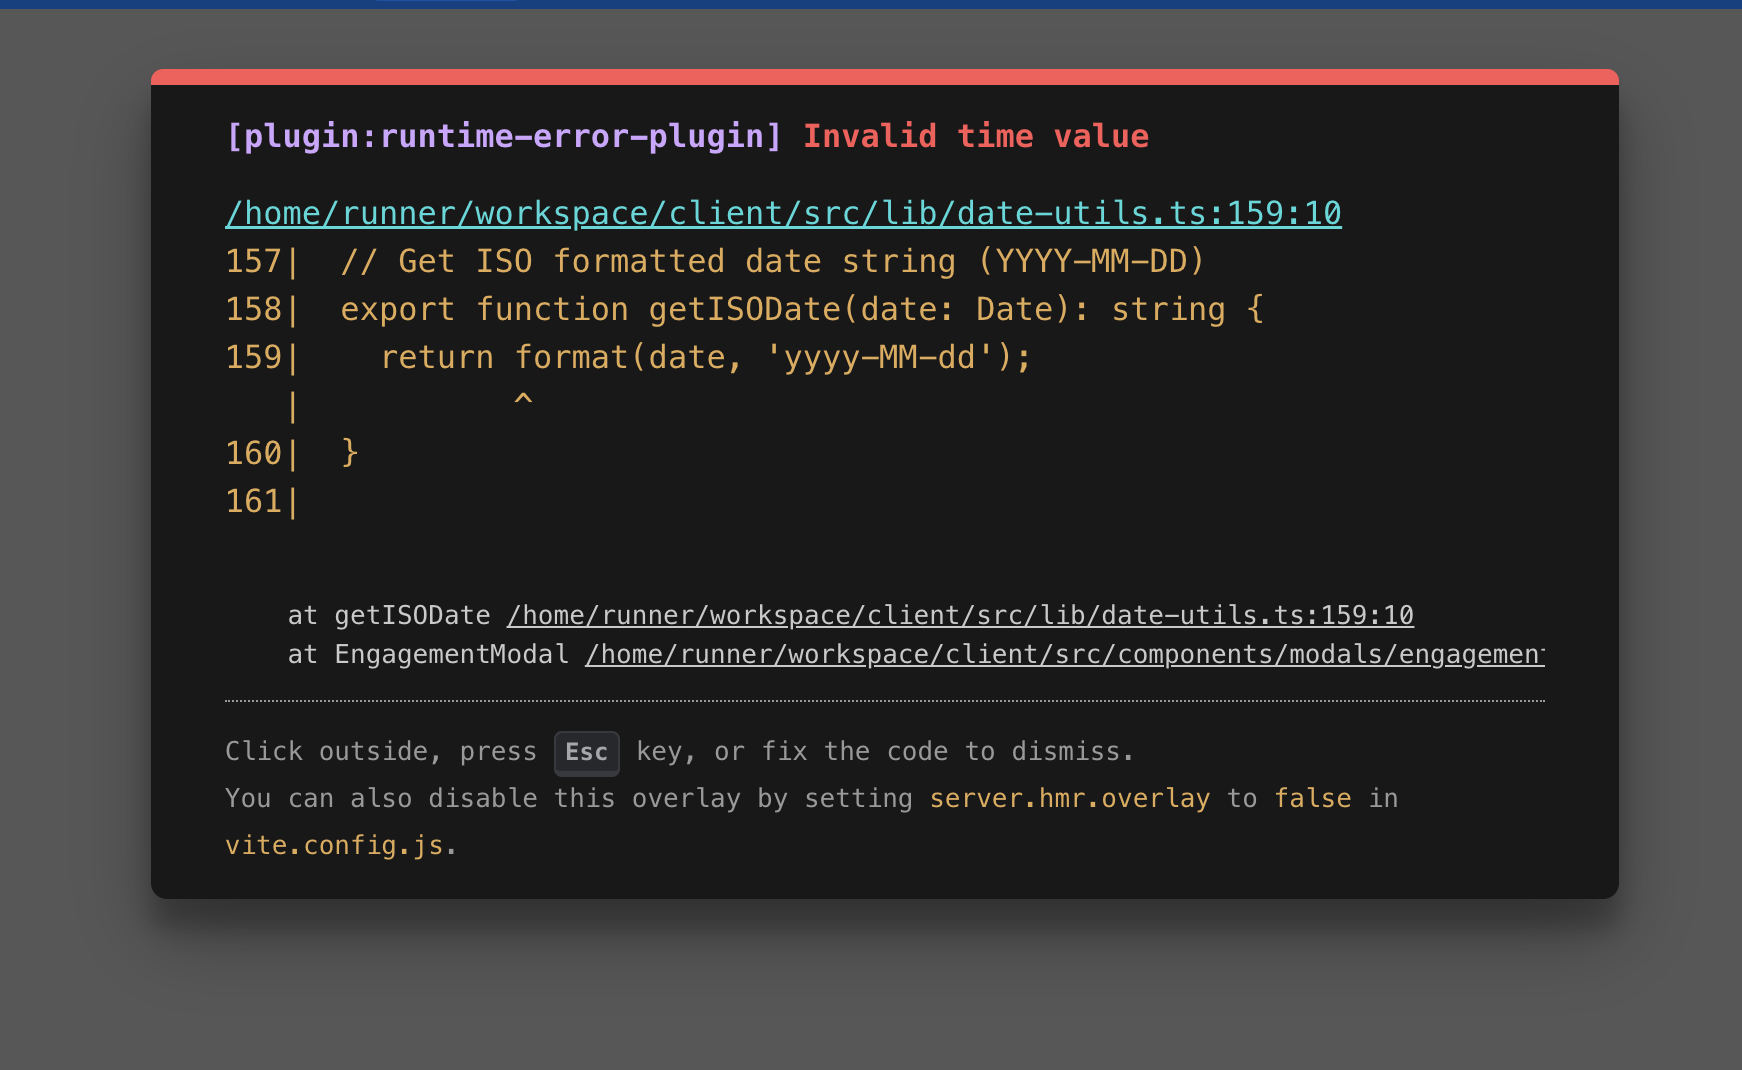 [plugin:runtime-error-plugin] Invalid time value
/home/runner/workspace/client/src/lib/date-utils.ts:159:10
157|  // Get ISO formatted date string (YYYY-MM-DD)
158|  export function getISODate(date: Date): string {
159|    return format(date, 'yyyy-MM-dd');
   |           ^
160|  }
161|
at getISODate /home/runner/workspace/client/src/lib/date-utils.ts:159:10
at EngagementModal /home/runner/workspace/client/src/components/modals/engagement
Click outside, press Esc key, or fix the code to dismiss.
You can also disable this overlay by setting server.hmr.overlay to false in
vite.config.js.